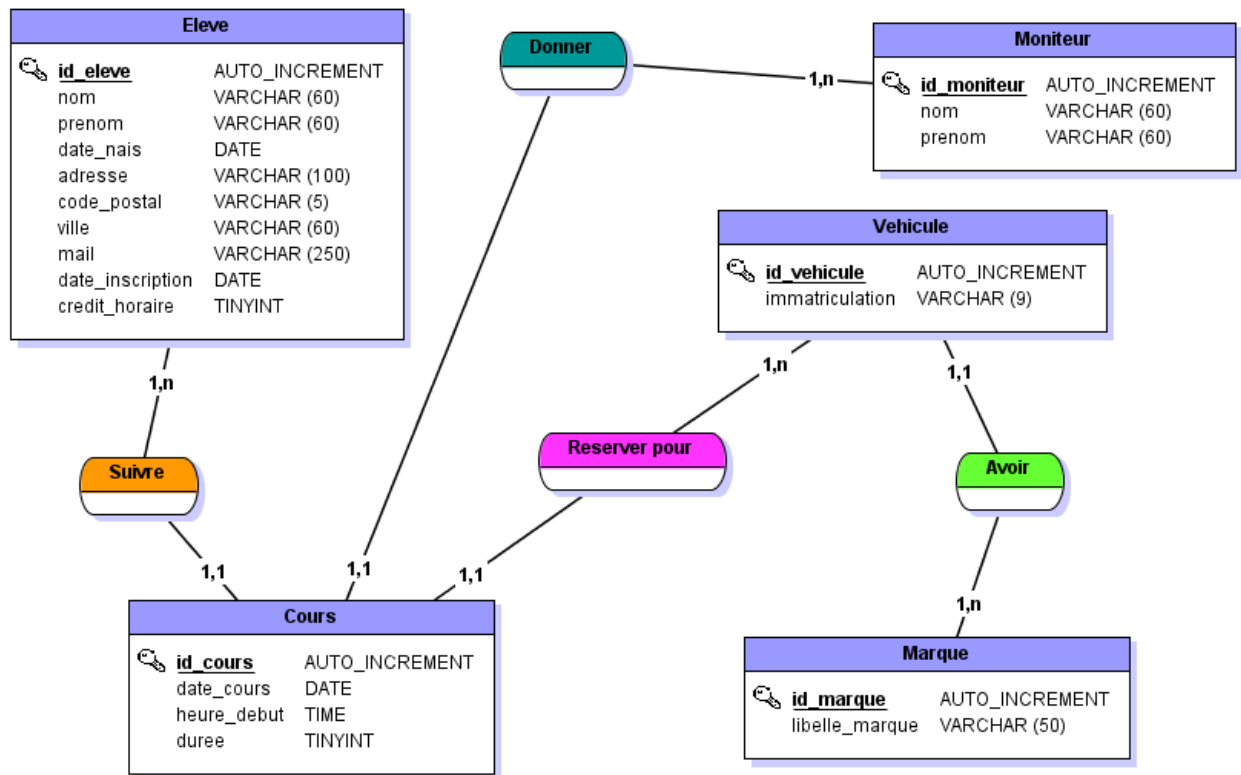 Eleve
id_eleve AUTO_INCREMENT
nom VARCHAR (60)
prenom VARCHAR (60)
date_nais DATE
adresse VARCHAR (100)
code_postal VARCHAR (5)
ville VARCHAR (60)
mail VARCHAR (250)
date_inscription DATE
credit_horaire TINYINT
Donner
1,n
Moniteur
id_moniteur AUTO_INCREMENT
nom VARCHAR (60)
prenom VARCHAR (60)
Vehicule
id_vehicule AUTO_INCREMENT
immatriculation VARCHAR (9)
1,n
1,n
1,1
Suivre
Reserver pour
Avoir
1,1
1,1
1,1
1,n
Cours
id_cours AUTO_INCREMENT
date_cours DATE
heure_debut TIME
duree TINYINT
Marque
id_marque AUTO_INCREMENT
libelle_marque VARCHAR (50)